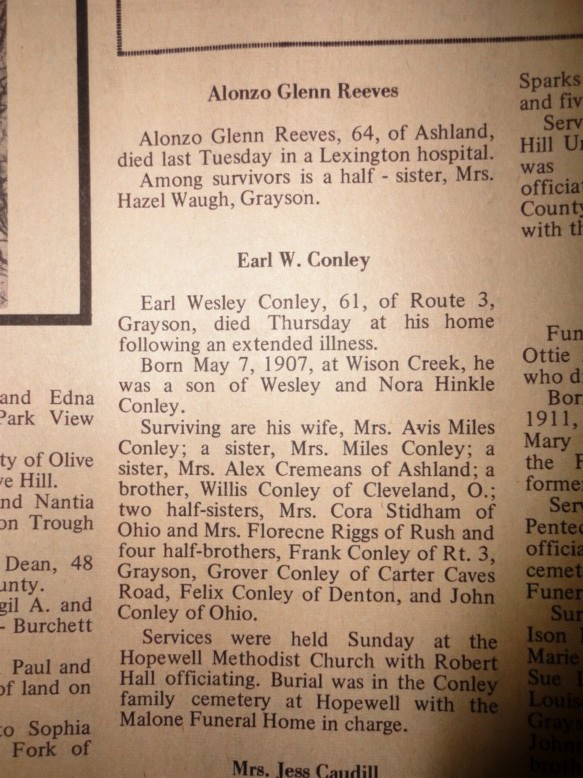 and Edna
Park View
ty of Olive
ve Hill.
nd Nantia
on Trough
Dean, 48
unty.
gil A. and
- Burchett
Paul and
of land on
to Sophia
Fork of
Alonzo Glenn Reeves
Alonzo Glenn Reeves, 64, of Ashland,
died last Tuesday in a Lexington hospital.
Among survivors is a half - sister, Mrs.
Hazel Waugh, Grayson.
Earl W. Conley
Earl Wesley Conley, 61, of Route 3,
Grayson, died Thursday at his home
following an extended illness.
Born May 7, 1907, at Wison Creek, he
was a son of Wesley and Nora Hinkle
Conley.
Surviving are his wife, Mrs. Avis Miles
Conley; a sister, Mrs. Miles Conley; a
sister, Mrs. Alex Cremeans of Ashland; a
brother, Willis Conley of Cleveland, O.;
two half-sisters, Mrs. Cora Stidham of
Ohio and Mrs. Florecne Riggs of Rush and
four half-brothers, Frank Conley of Rt. 3,
Grayson, Grover Conley of Carter Caves
Road, Felix Conley of Denton, and John
Conley of Ohio.
Services were held Sunday at the
Hopewell Methodist Church with Robert
Hall officiating. Burial was in the Conley
family cemetery at Hopewell with the
Malone Funeral Home in charge.
Mrs. Jess Caudill
Sparks
and fiv
Serv
Hill Un
was
officia
County
with th
Fun
Ottie
who d
Bor
1911,
Mary
the F
forme
Serv
Pentec
officia
cemet
Funer
Sur
Ison
Marie
Sue
Louis
Gray
John
broth